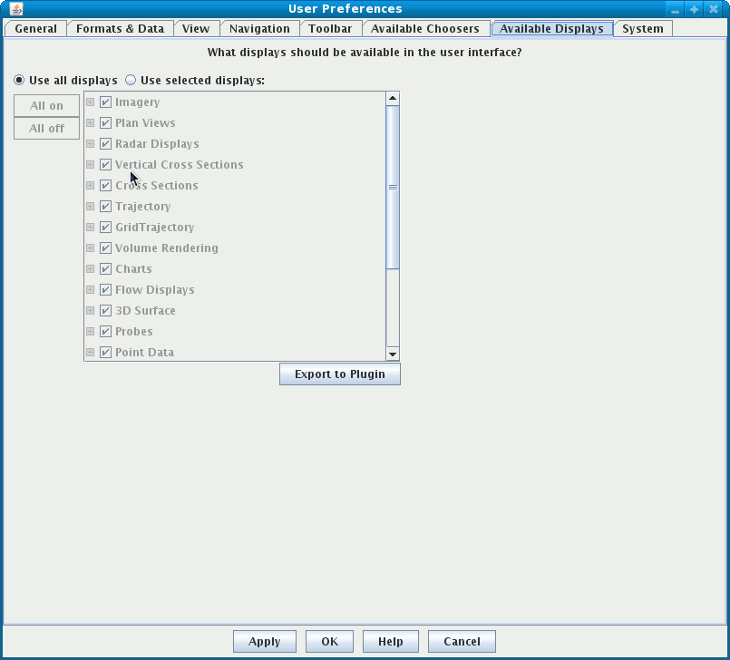 User Preferences
General Formats & Data View Navigation Toolbar Available Choosers Available Displays System
What displays should be available in the user interface?
Use all displays Use selected displays:
All on
All off
Imagery
Plan Views
Radar Displays
Vertical Cross Sections
Cross Sections
Trajectory
GridTrajectory
Volume Rendering
Charts
Flow Displays
3D Surface
Probes
Point Data
Export to Plugin
Apply OK Help Cancel